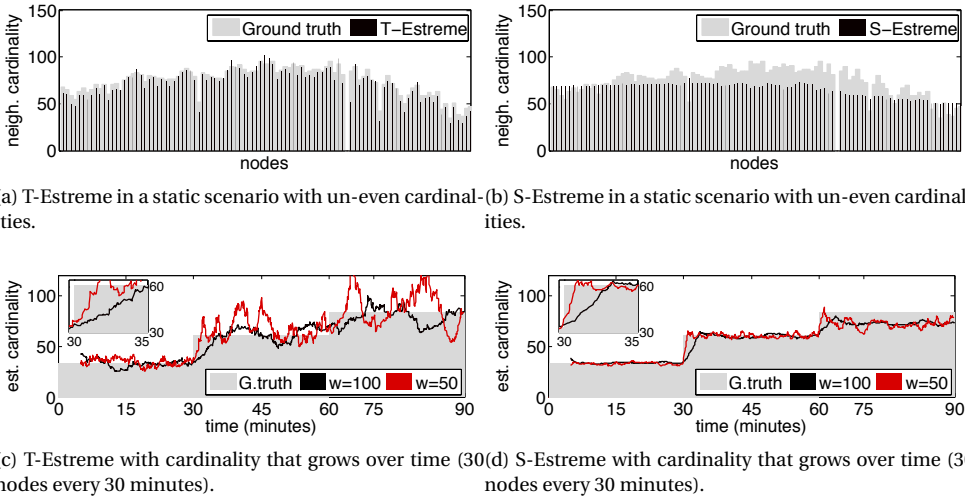 150
100
50
0
neigh. cardinality
Ground truth T−Estreme
nodes
150
100
50
0
neigh. cardinality
Ground truth S−Estreme
nodes
(a) T-Estreme in a static scenario with un-even cardinal-
ities.
(b) S-Estreme in a static scenario with un-even cardinal
ities.
100
50
0
est. cardinality
60
30
30 35
G.truth w=100 w=50
0 15 30 45 60 75 90
time (minutes)
100
50
0
est. cardinality
60
30
30 35
G.truth w=100 w=50
0 15 30 45 60 75 90
time (minutes)
(c) T-Estreme with cardinality that grows over time (30
nodes every 30 minutes).
(d) S-Estreme with cardinality that grows over time (3
nodes every 30 minutes).